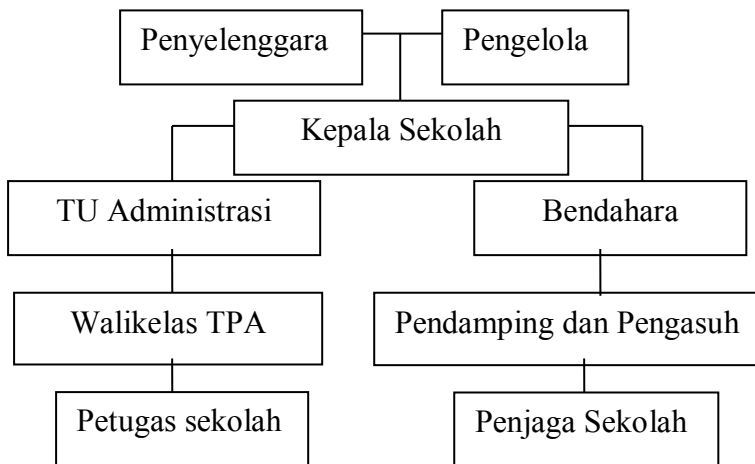 Penyelenggara
Pengelola
Kepala Sekolah
TU Administrasi
Bendahara
Walikelas TPA
Pendamping dan Pengasuh
Petugas sekolah
Penjaga Sekolah